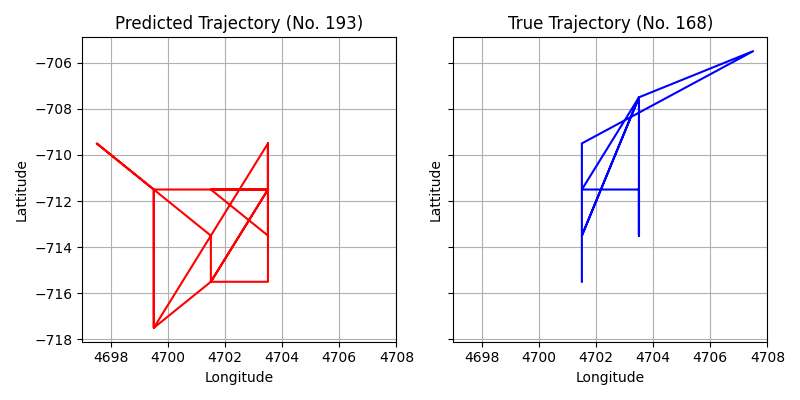 Predicted Trajectory (No. 193)
True Trajectory (No. 168)
−706
−708
−710
−712
−714
−716
−718
Lattitude
Lattitude
4698 4700 4702 4704 4706 4708
4698 4700 4702 4704 4706 4708
Longitude
Longitude